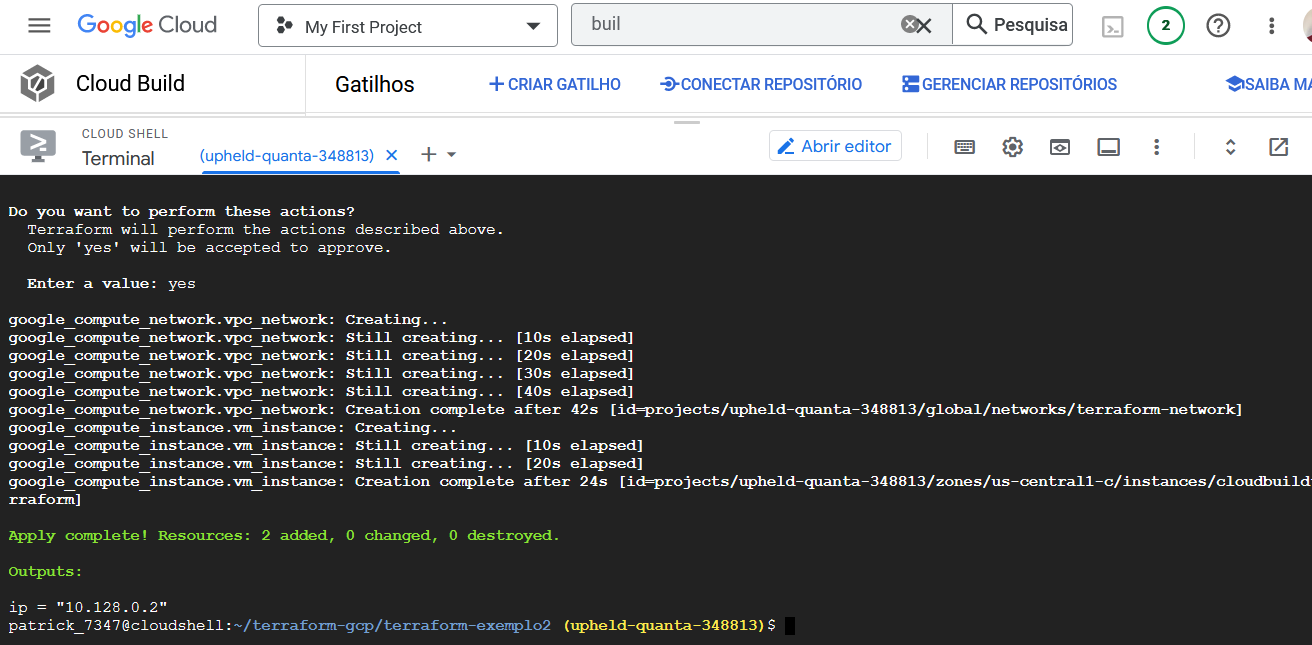 Google Cloud
My First Project
buil
Pesquisa
2
Cloud Build
Gatilhos
CRIAR GATILHO
CONECTAR REPOSITÓRIO
GERENCIAR REPOSITÓRIOS
SAIBA MA
CLOUD SHELL
Terminal
(upheld-quanta-348813)
Abrir editor
Do you want to perform these actions?
Terraform will perform the actions described above.
Only 'yes' will be accepted to approve.
Enter a value: yes
google_compute_network.vpc_network: Creating...
google_compute_network.vpc_network: Still creating... [10s elapsed]
google_compute_network.vpc_network: Still creating... [20s elapsed]
google_compute_network.vpc_network: Still creating... [30s elapsed]
google_compute_network.vpc_network: Still creating... [40s elapsed]
google_compute_network.vpc_network: Creation complete after 42s [id=projects/upheld-quanta-348813/global/networks/terraform-network]
google_compute_instance.vm_instance: Creating...
google_compute_instance.vm_instance: Still creating... [10s elapsed]
google_compute_instance.vm_instance: Still creating... [20s elapsed]
google_compute_instance.vm_instance: Creation complete after 24s [id=projects/upheld-quanta-348813/zones/us-central1-c/instances/cloudbuild
rraform]
Apply complete! Resources: 2 added, 0 changed, 0 destroyed.
Outputs:
ip = "10.128.0.2"
patrick_7347@cloudshell:~/terraform-gcp/terraform-exemplo2 (upheld-quanta-348813)$